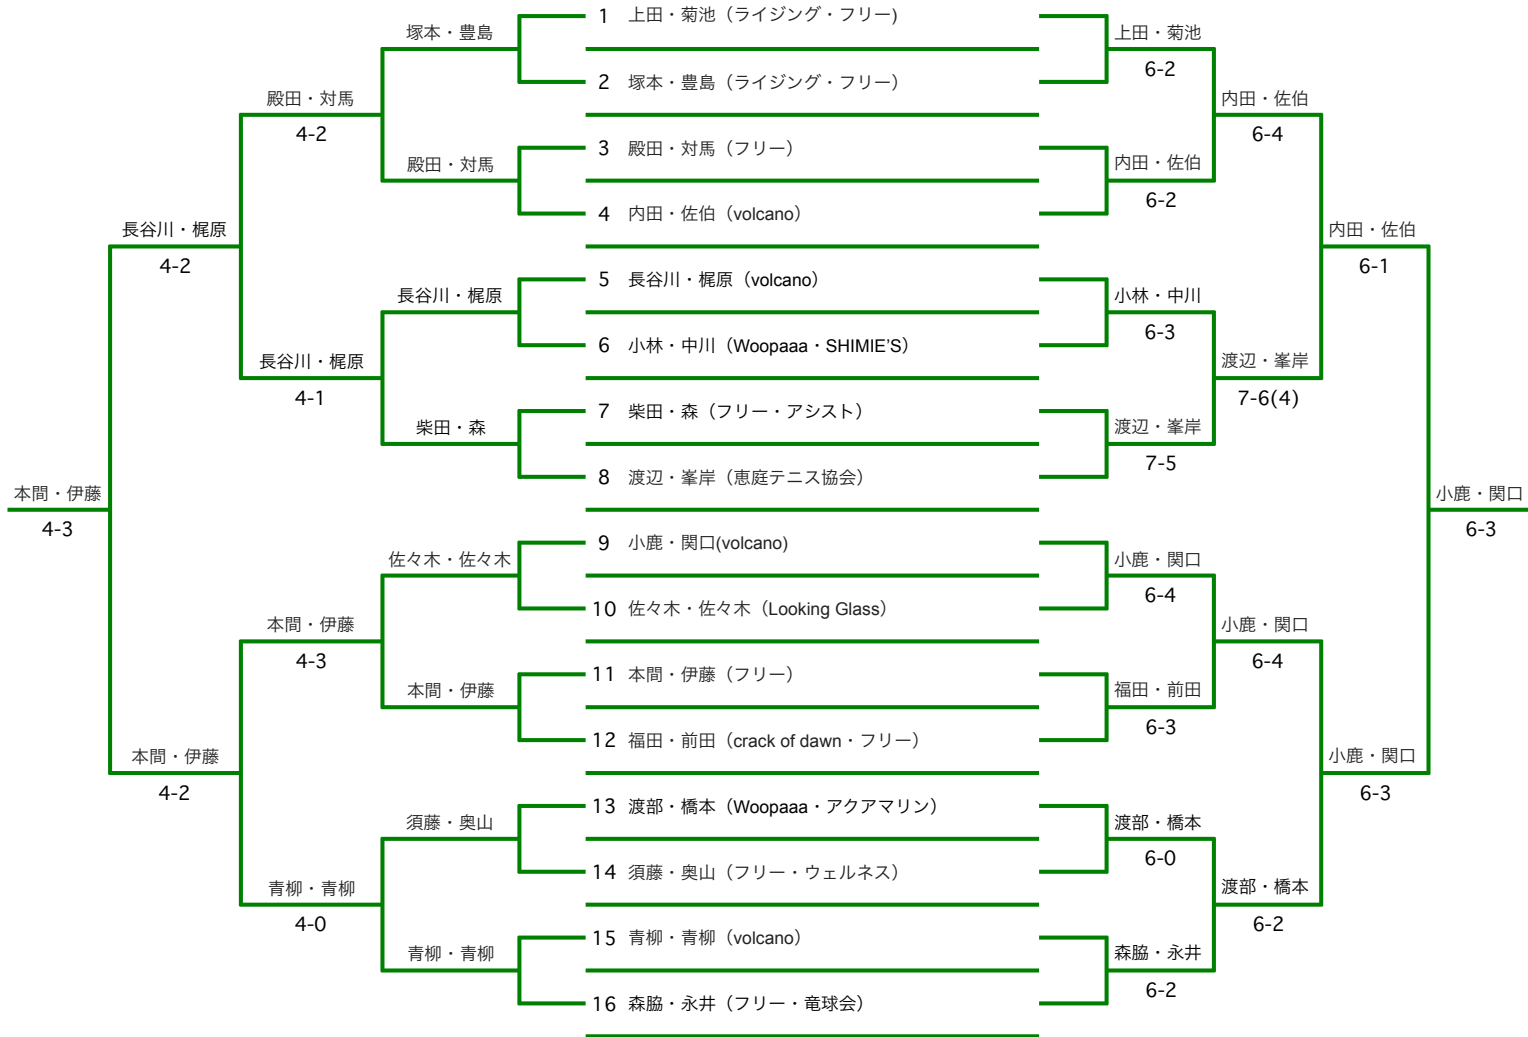 1 上田・菊池（ライジング・フリー)
塚本・豊島
上田・菊池
6-2
2 塚本・豊島（ライジング・フリー）
殿田・対馬
4-2
内田・佐伯
6-4
3 殿田・対馬（フリー）
殿田・対馬
内田・佐伯
6-2
4 内田・佐伯（volcano）
長谷川・梶原
4-2
内田・佐伯
6-1
5 長谷川・梶原（volcano）
長谷川・梶原
小林・中川
6-3
6 小林・中川（Woopaaa・SHIMIE'S）
長谷川・梶原
4-1
渡辺・峯岸
7-6(4)
7 柴田・森（フリー・アシスト）
柴田・森
渡辺・峯岸
7-5
8 渡辺・峯岸（恵庭テニス協会）
本間・伊藤
4-3
小鹿・関口
6-3
9 小鹿・関口(volcano)
佐々木・佐々木
小鹿・関口
6-4
10 佐々木・佐々木（Looking Glass）
本間・伊藤
4-3
小鹿・関口
6-4
11 本間・伊藤（フリー）
本間・伊藤
福田・前田
6-3
12 福田・前田（crack of dawn・フリー）
本間・伊藤
4-2
小鹿・関口
6-3
13 渡部・橋本（Woopaaa・アクアマリン）
須藤・奥山
渡部・橋本
6-0
14 須藤・奥山（フリー・ウェルネス）
青柳・青柳
4-0
渡部・橋本
6-2
15 青柳・青柳（volcano）
青柳・青柳
森脇・永井
6-2
16 森脇・永井（フリー・竜球会）